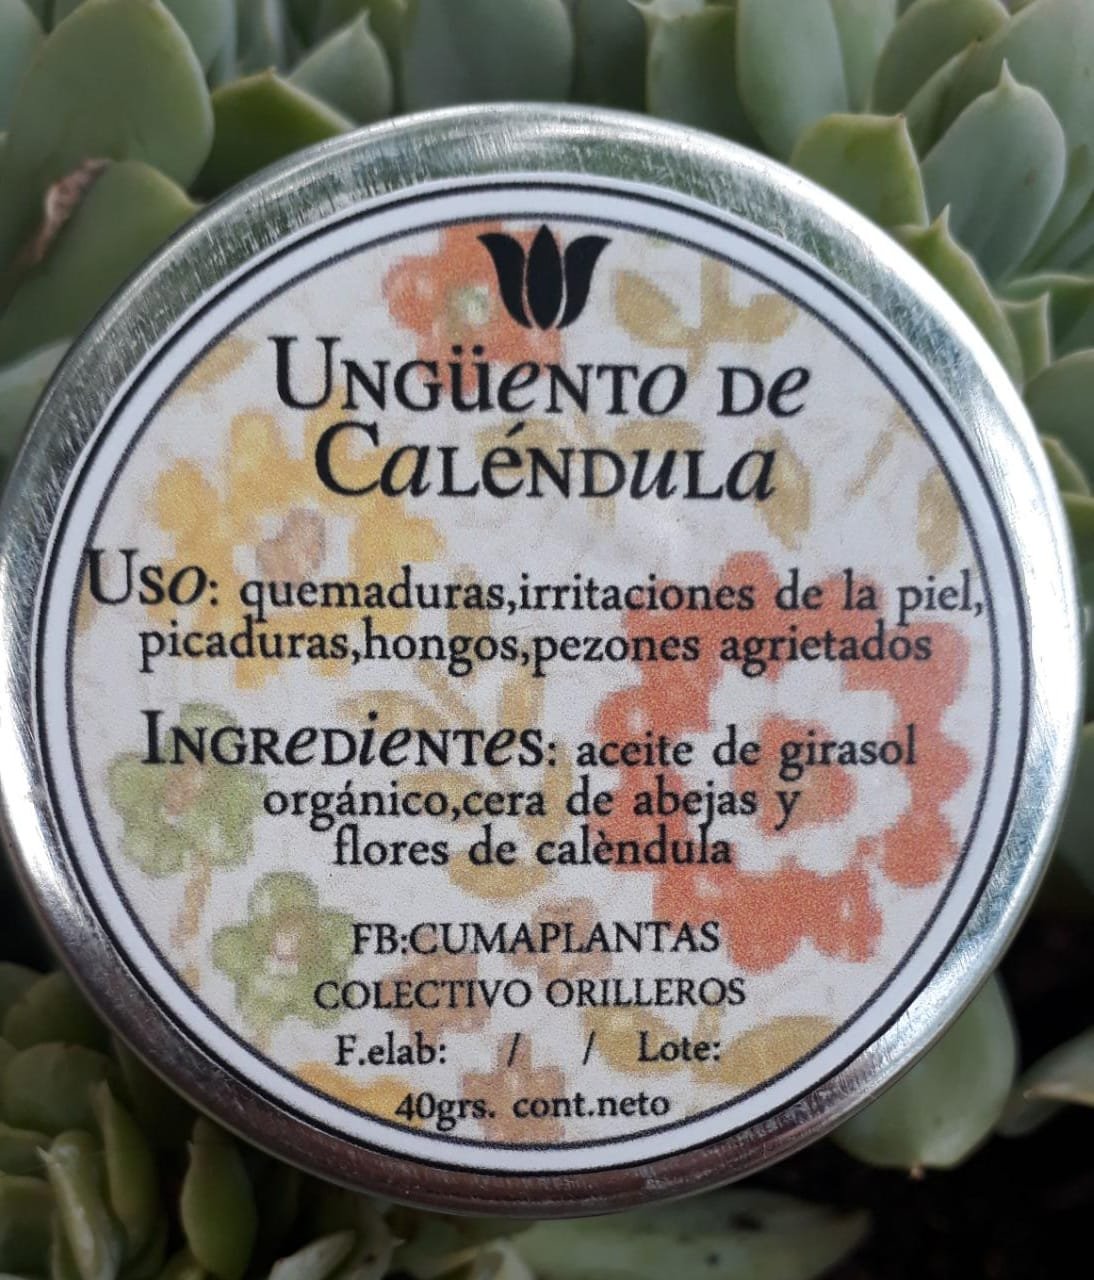 Ungüento de
Caléndula
Uso: quemaduras,irritaciones de la piel,
picaduras,hongos,pezones agrietados
Ingredientes: aceite de girasol
orgánico,cera de abejas y
flores de calèndula
FB:CUMAPLANTAS
COLECTIVO ORILLEROS
F.elab: / / Lote:
40grs. cont.neto